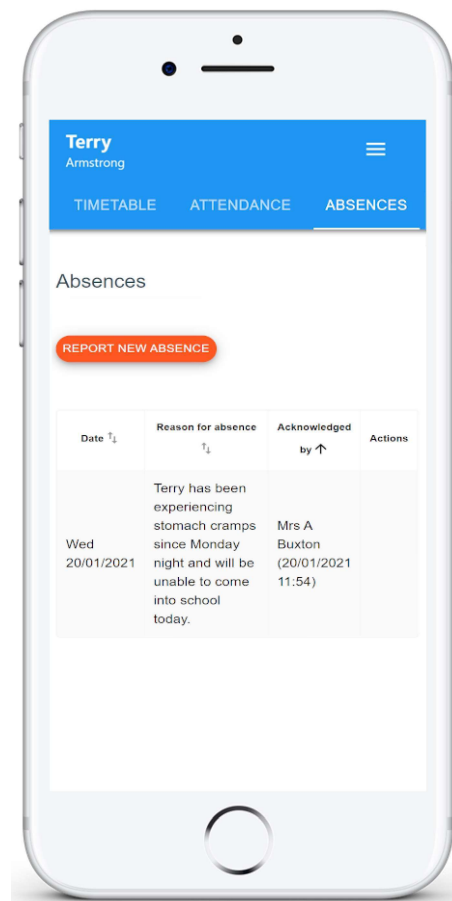 Terry
Armstrong
TIMETABLE ATTENDANCE ABSENCES
Absences
REPORT NEW ABSENCE
Date ↑↓ Reason for absence ↑↓ Acknowledged by ↑ Actions
Wed
20/01/2021
Terry has been
experiencing
stomach cramps
since Monday
night and will be
unable to come
into school
today.
Mrs A
Buxton
(20/01/2021
11:54)